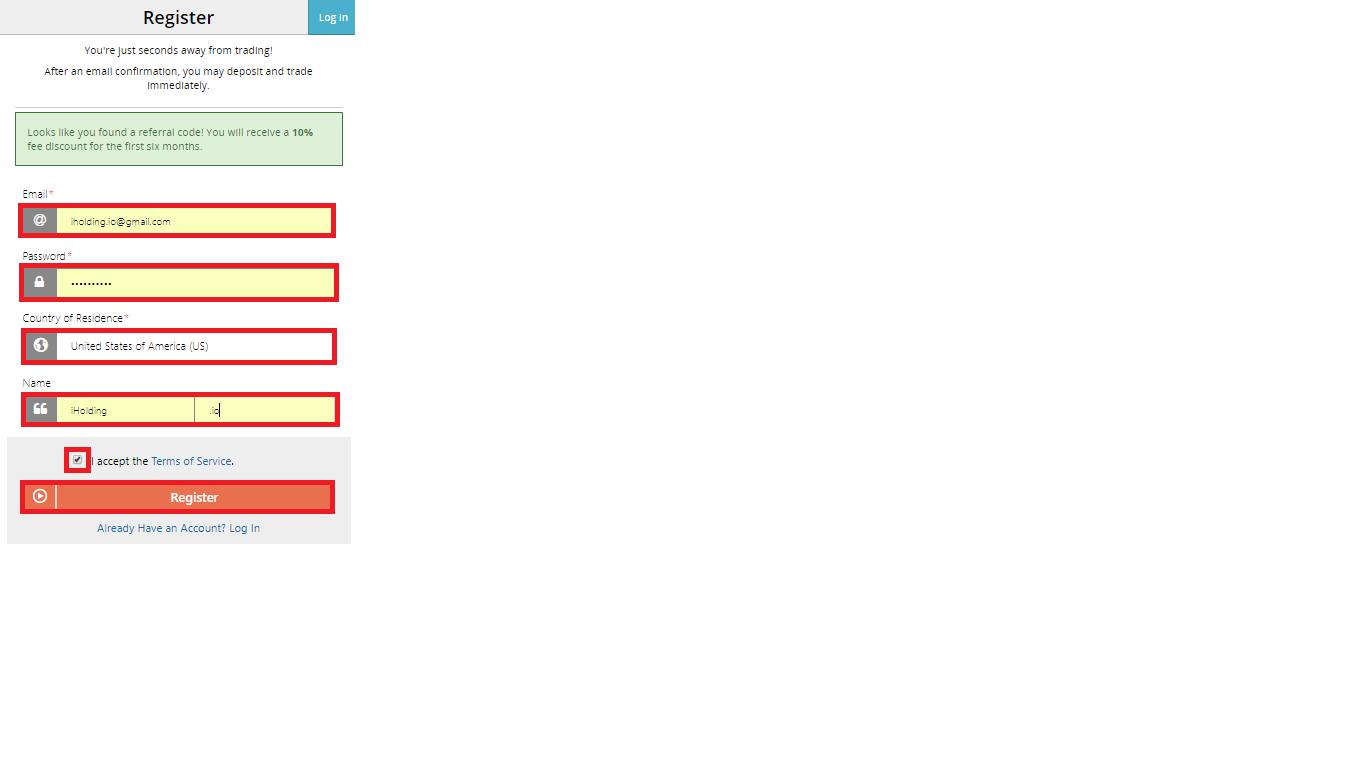 Register
Log In
You're just seconds away from trading!
After an email confirmation, you may deposit and trade
immediately.
Looks like you found a referral code! You will receive a 10%
fee discount for the first six months.
Email*
@ iholding.io@gmail.com
Password*
••••••••••
Country of Residence*
United States of America (US)
Name
iHolding .io
I accept the Terms of Service.
Register
Already Have an Account? Log In